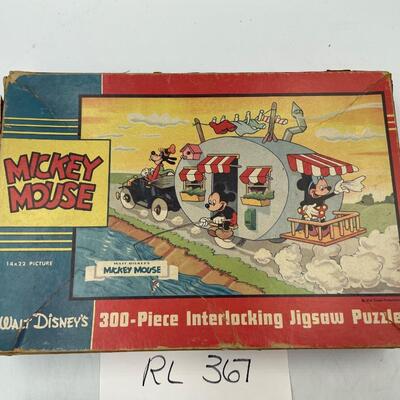 MICKEY
MOUSE
14x22 PICTURE
WALT DISNEY'S
MICKEY MOUSE
WALT DISNEY'S
300-Piece Interlocking Jigsaw Puzzle
RL 367